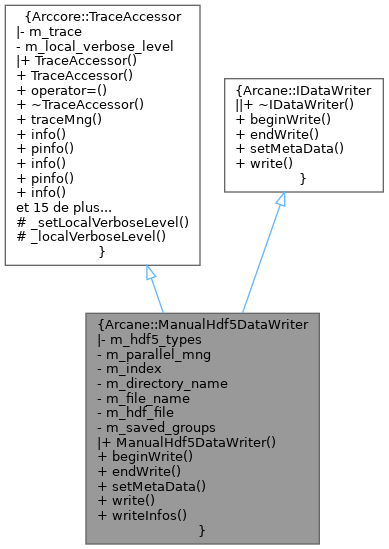 {Arccore::TraceAccessor
|- m_trace
- m_local_verbose_level
|+ TraceAccessor()
+ TraceAccessor()
+ operator=()
+ ~TraceAccessor()
+ traceMng()
+ info()
+ pinfo()
+ info()
+ pinfo()
+ info()
et 15 de plus...
# _setLocalVerboseLevel()
# _localVerboseLevel()
}
{Arcane::IDataWriter
||+ ~IDataWriter()
+ beginWrite()
+ endWrite()
+ setMetaData()
+ write()
}
{Arcane::ManualHdf5DataWriter
|- m_hdf5_types
- m_parallel_mng
- m_index
- m_directory_name
- m_file_name
- m_hdf_file
- m_saved_groups
|+ ManualHdf5DataWriter()
+ beginWrite()
+ endWrite()
+ setMetaData()
+ write()
+ writeInfos()
}